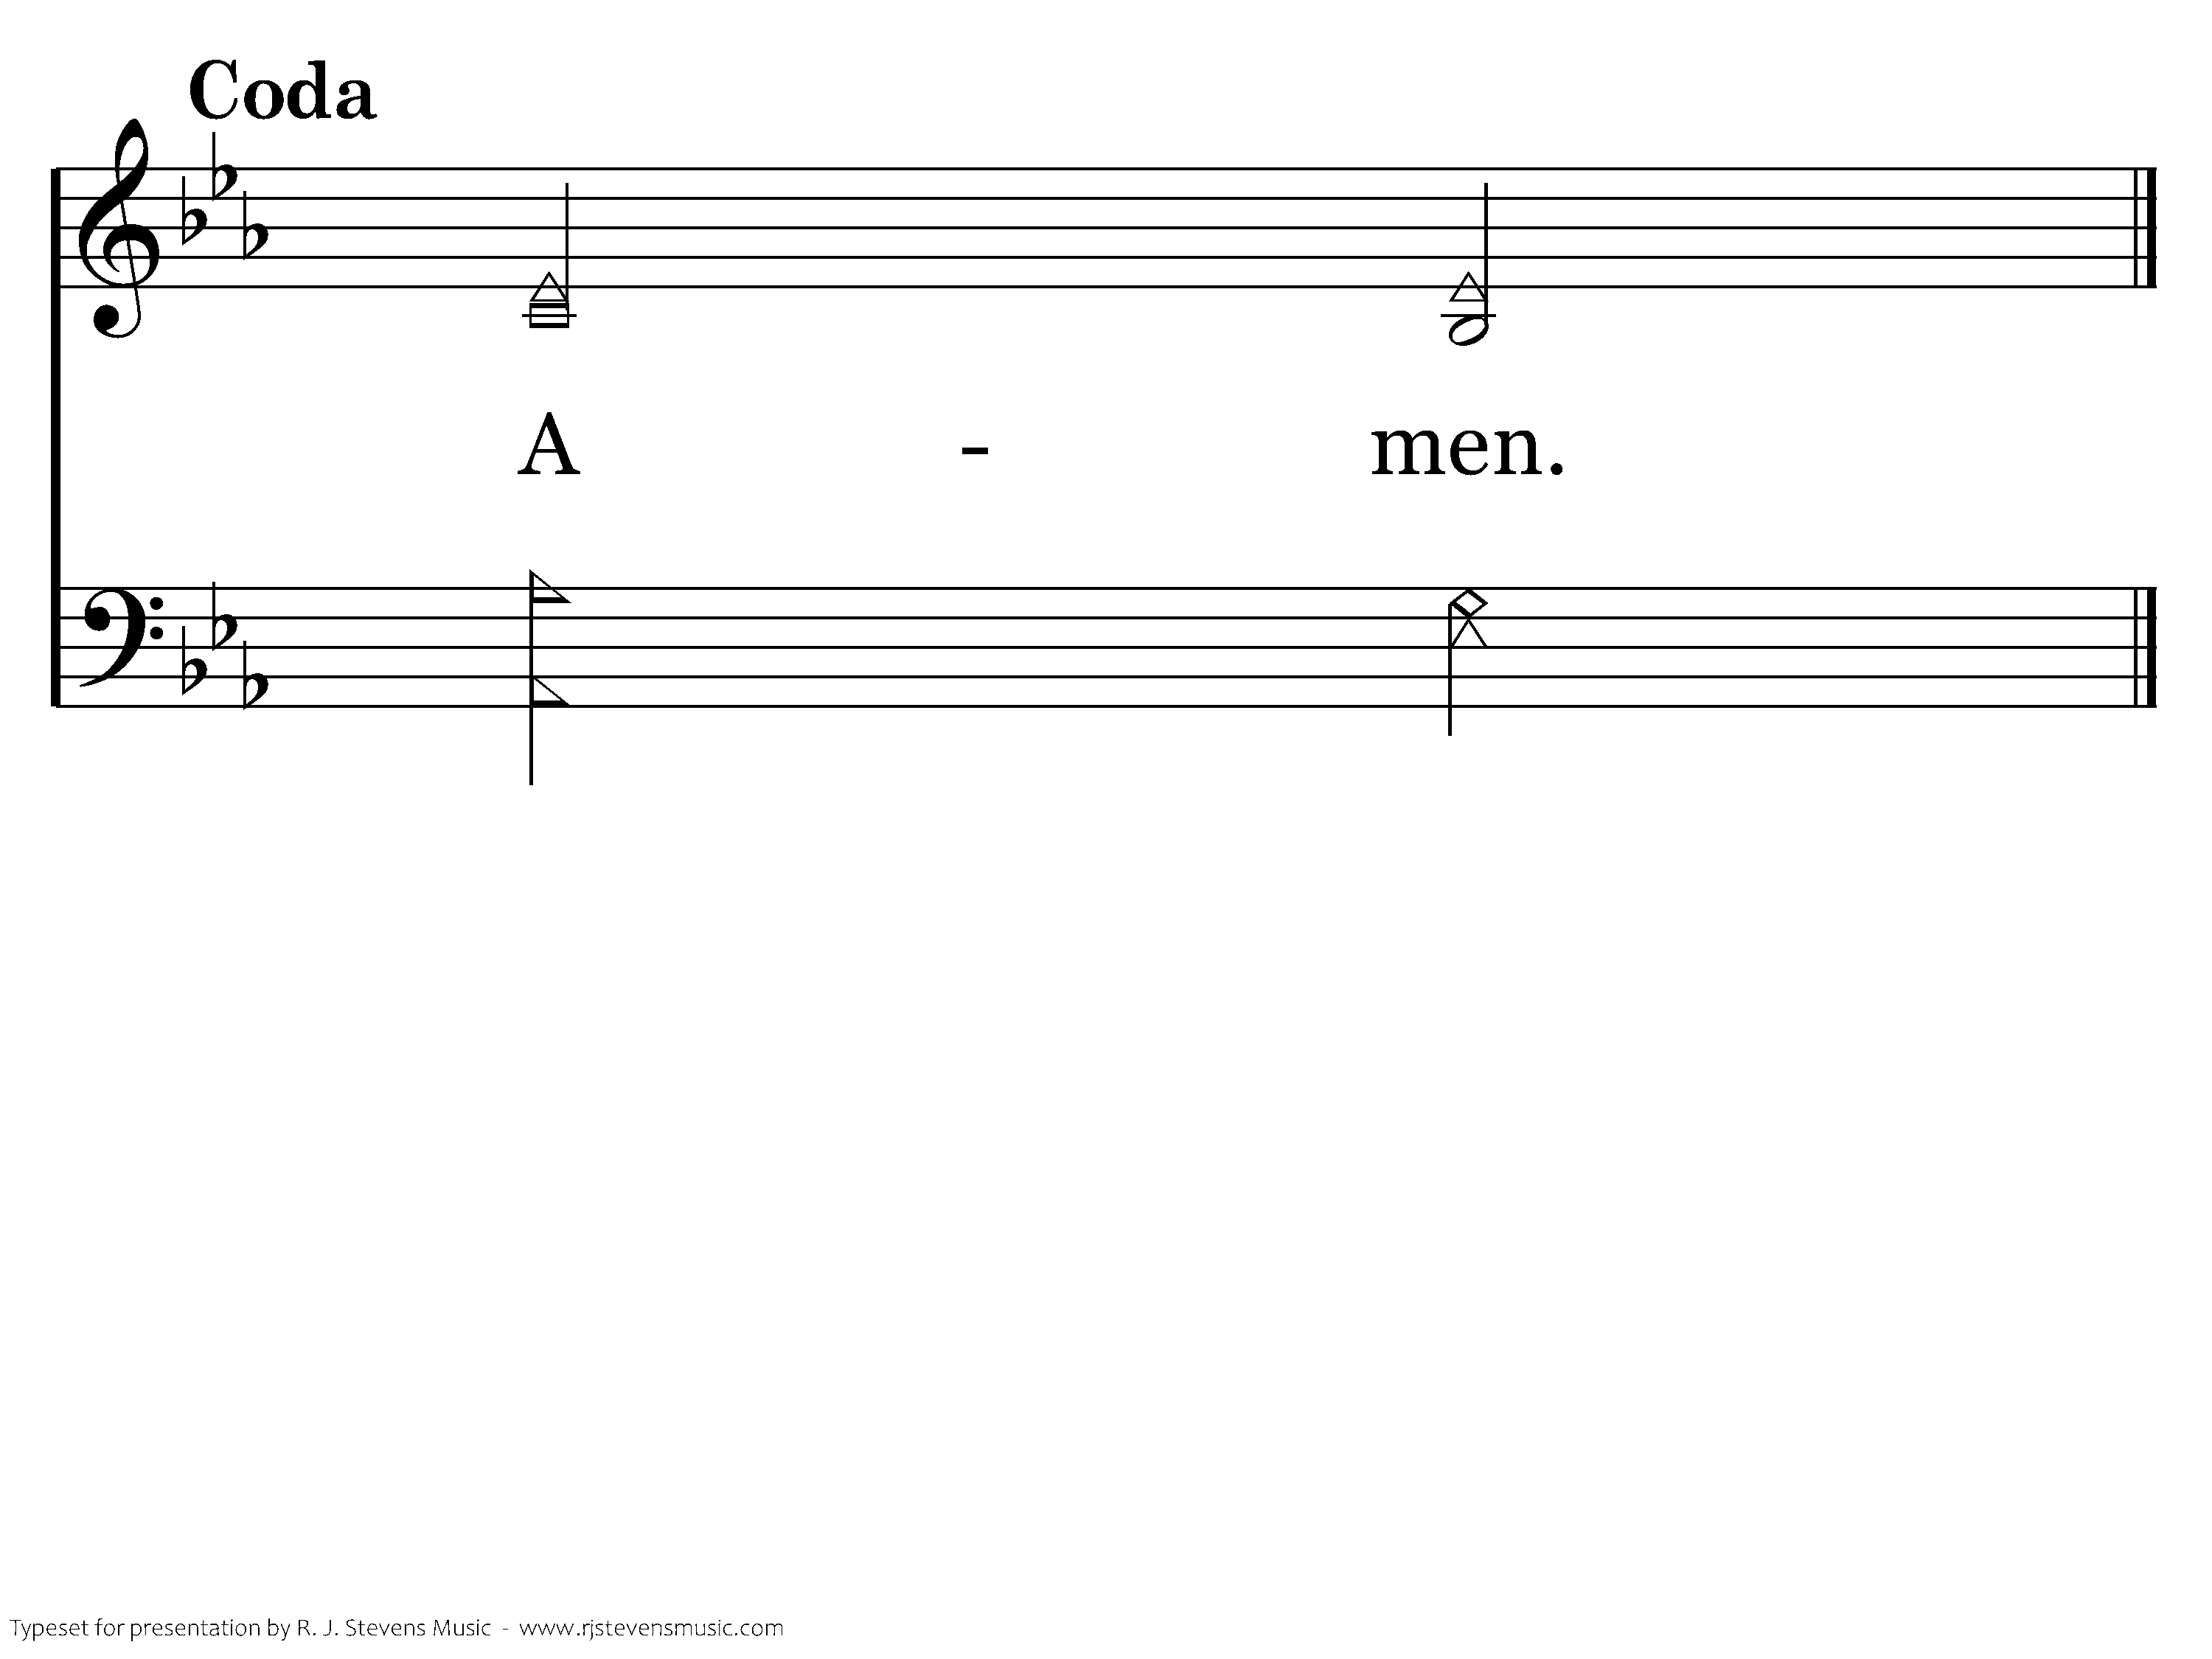 Coda
A - men.
Typeset for presentation by R. J. Stevens Music - www.rjstevensmusic.com